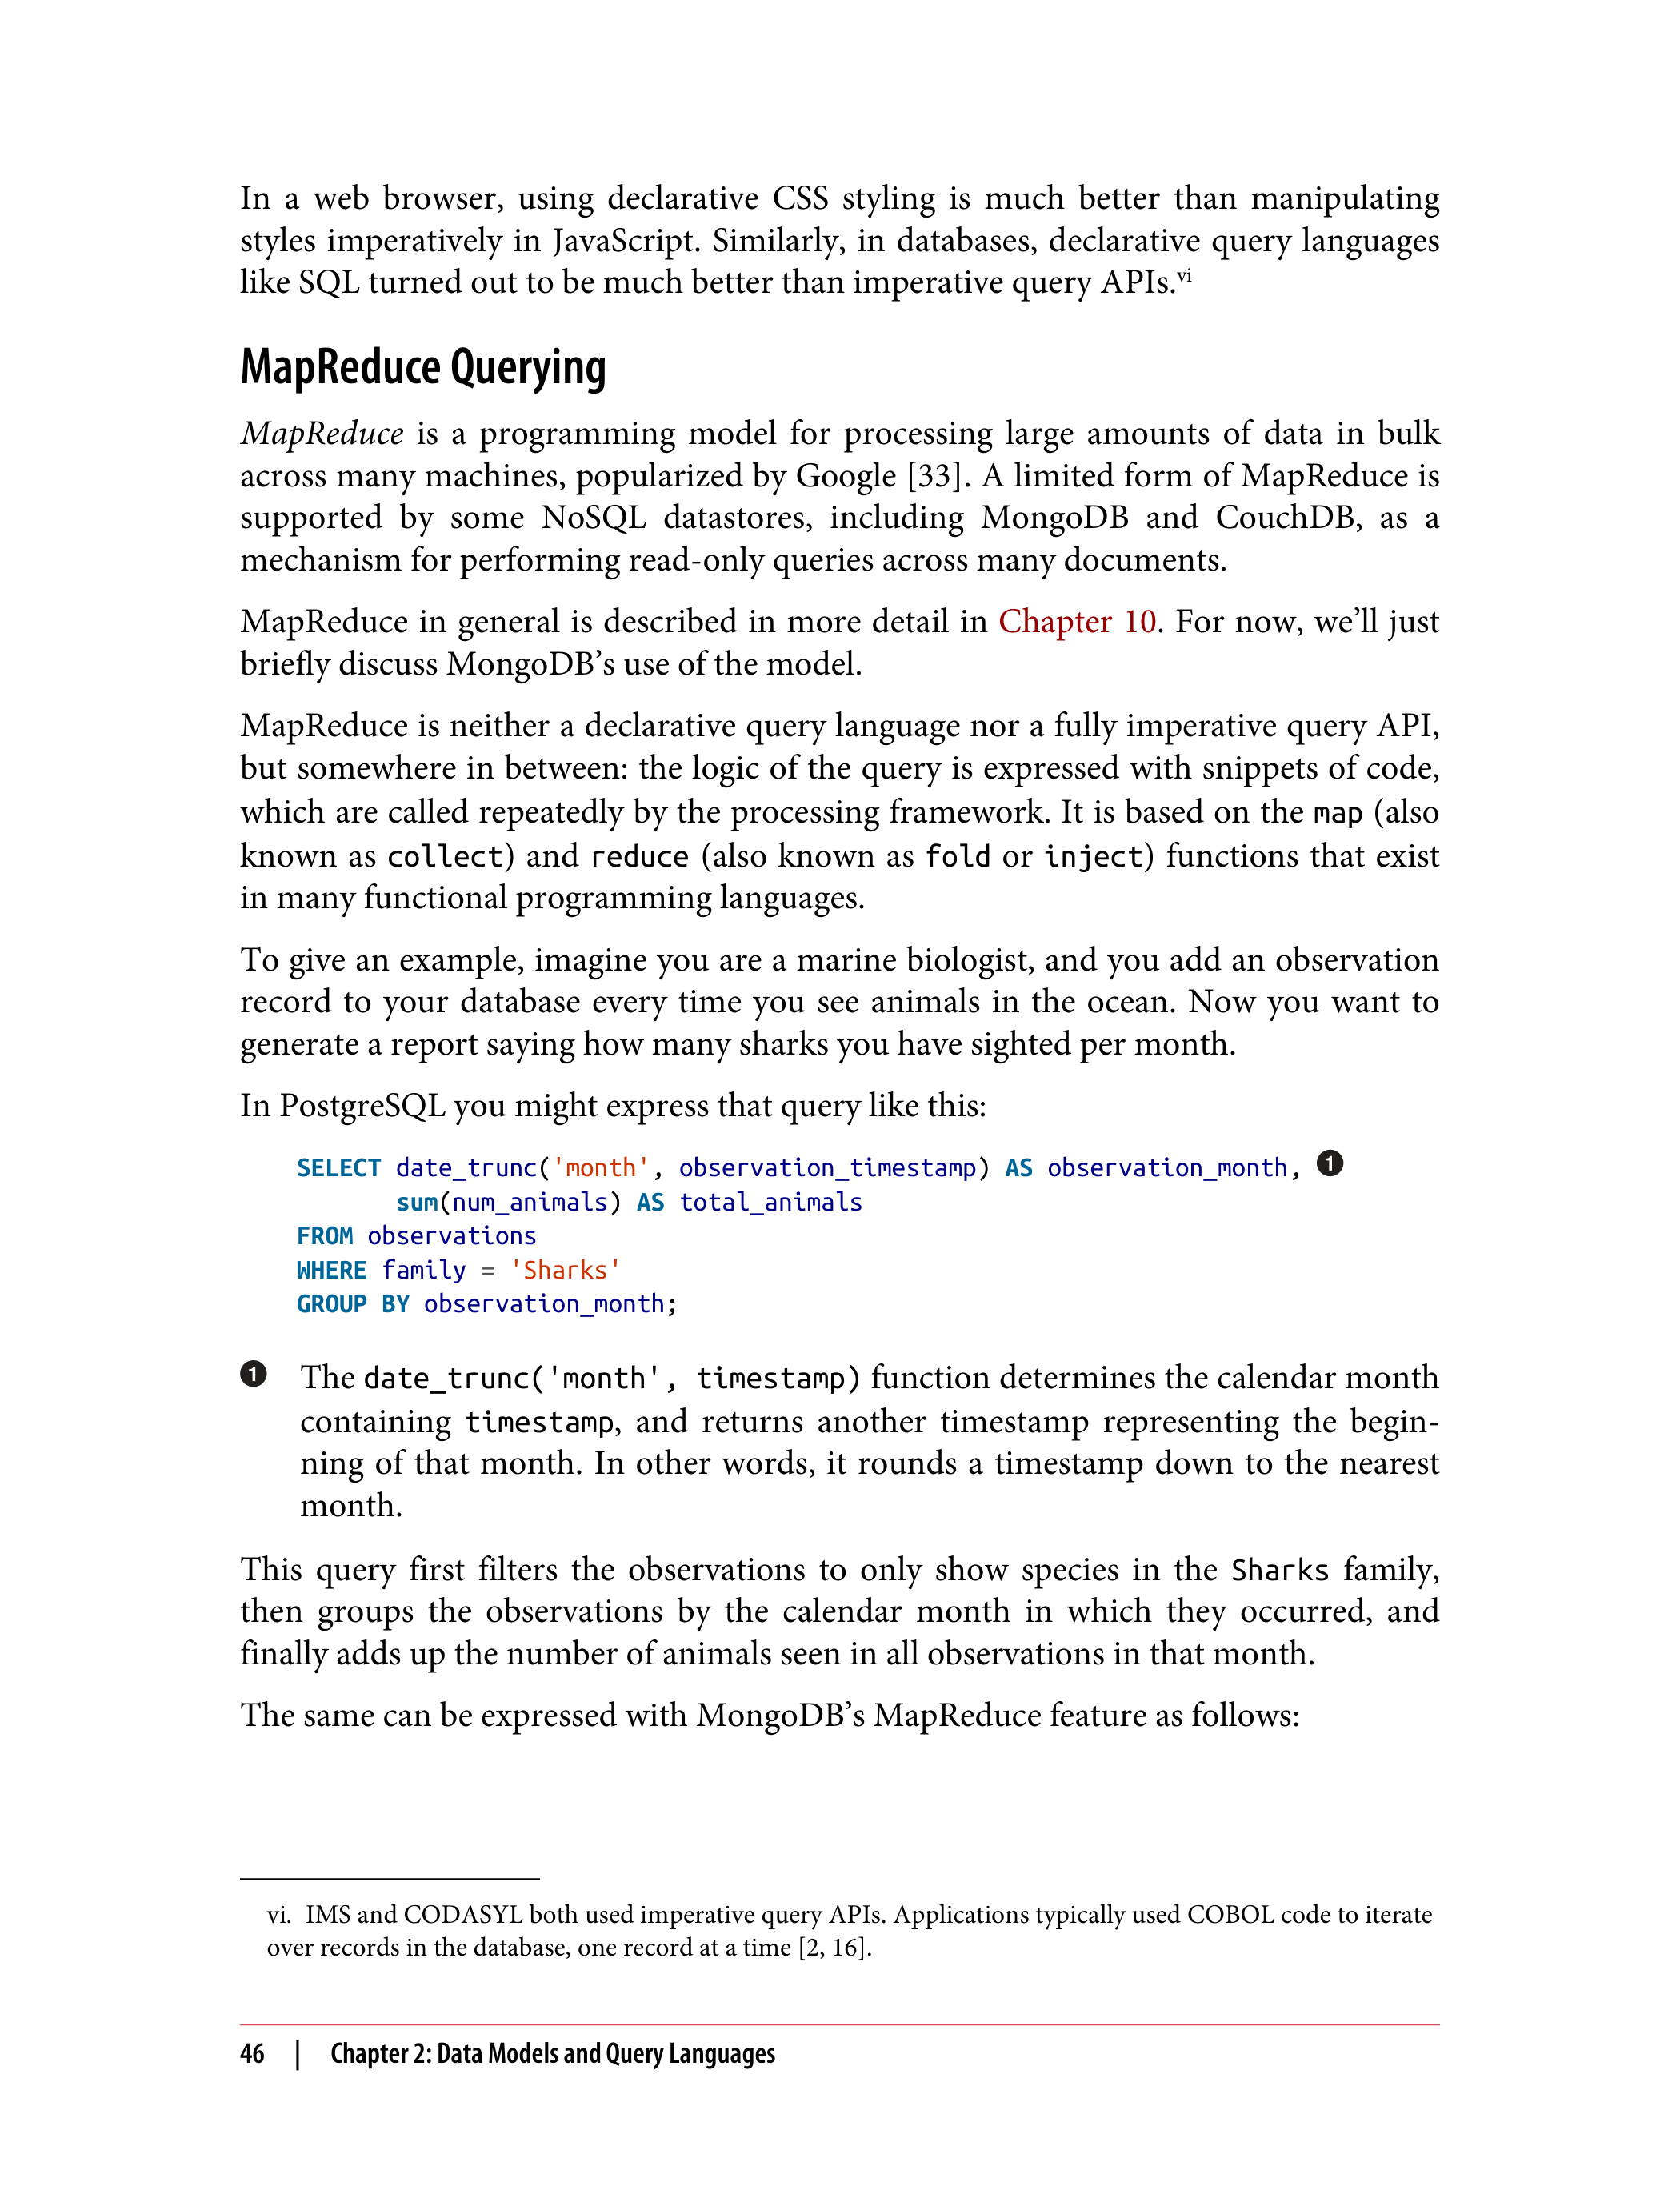 In a web browser, using declarative CSS styling is much better than manipulating
styles imperatively in JavaScript. Similarly, in databases, declarative query languages
like SQL turned out to be much better than imperative query APIs.vi
MapReduce Querying
MapReduce is a programming model for processing large amounts of data in bulk
across many machines, popularized by Google [33]. A limited form of MapReduce is
supported by some NoSQL datastores, including MongoDB and CouchDB, as a
mechanism for performing read-only queries across many documents.
MapReduce in general is described in more detail in Chapter 10. For now, we’ll just
briefly discuss MongoDB’s use of the model.
MapReduce is neither a declarative query language nor a fully imperative query API,
but somewhere in between: the logic of the query is expressed with snippets of code,
which are called repeatedly by the processing framework. It is based on the map (also
known as collect) and reduce (also known as fold or inject) functions that exist
in many functional programming languages.
To give an example, imagine you are a marine biologist, and you add an observation
record to your database every time you see animals in the ocean. Now you want to
generate a report saying how many sharks you have sighted per month.
In PostgreSQL you might express that query like this:
SELECT date_trunc('month', observation_timestamp) AS observation_month, ❶
sum(num_animals) AS total_animals
FROM observations
WHERE family = 'Sharks'
GROUP BY observation_month;
❶ The date_trunc('month', timestamp) function determines the calendar month
containing timestamp, and returns another timestamp representing the begin-
ning of that month. In other words, it rounds a timestamp down to the nearest
month.
This query first filters the observations to only show species in the Sharks family,
then groups the observations by the calendar month in which they occurred, and
finally adds up the number of animals seen in all observations in that month.
The same can be expressed with MongoDB’s MapReduce feature as follows:
vi. IMS and CODASYL both used imperative query APIs. Applications typically used COBOL code to iterate
over records in the database, one record at a time [2, 16].
46 | Chapter 2: Data Models and Query Languages